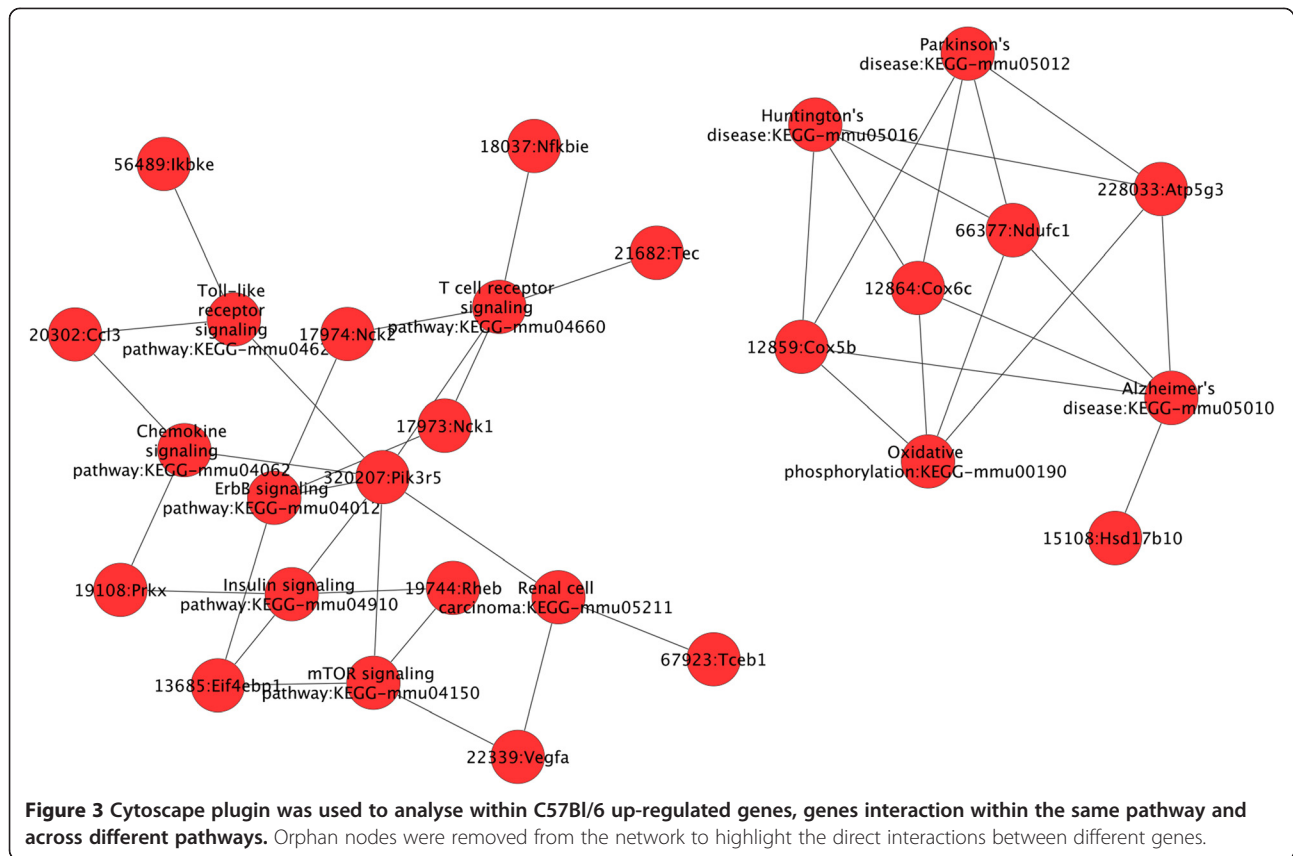 Parkinson's
disease:KEGG-mmu05012
Huntington's
disease:KEGG-mmu05016
18037:Nfkbie
56489:Ikbke
228033:Atp5g3
66377:Ndufc1
21682:Tec
12864:Cox6c
T cell receptor
signaling
pathway:KEGG-mmu04660
Toll-like
receptor
signaling
pathway:KEGG-mmu0462
20302:Ccl3
17974:Nck2
12859:Cox5b
Alzheimer's
disease:KEGG-mmu05010
17973:Nck1
Chemokine
signaling
pathway:KEGG-mmu04062
Oxidative
phosphorylation:KEGG-mmu00190
320207:Pik3r5
ErbB signaling
pathway:KEGG-mmu04012
15108:Hsd17b10
19108:Prkx
Insulin signaling
pathway:KEGG-mmu04910
19744:Rheb
Renal cell
carcinoma:KEGG-mmu05211
67923:Tceb1
13685:Eif4ebp1
mTOR signaling
pathway:KEGG-mmu04150
22339:Vegfa
Figure 3 Cytoscape plugin was used to analyse within C57Bl/6 up-regulated genes, genes interaction within the same pathway and
across different pathways. Orphan nodes were removed from the network to highlight the direct interactions between different genes.